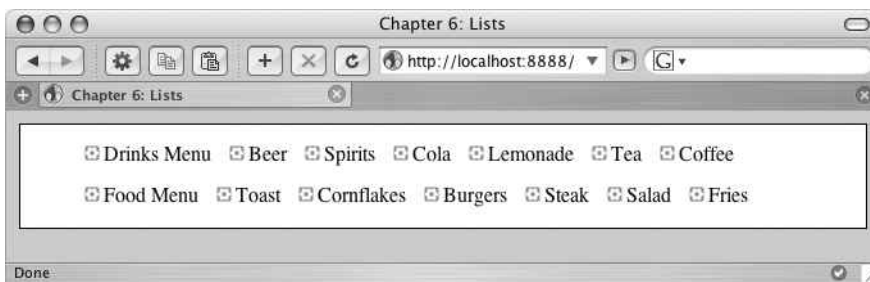 Chapter 6: Lists
http://localhost:8888/ G
Chapter 6: Lists
Drinks Menu Beer Spirits Cola Lemonade Tea Coffee
Food Menu Toast Cornflakes Burgers Steak Salad Fries
Done